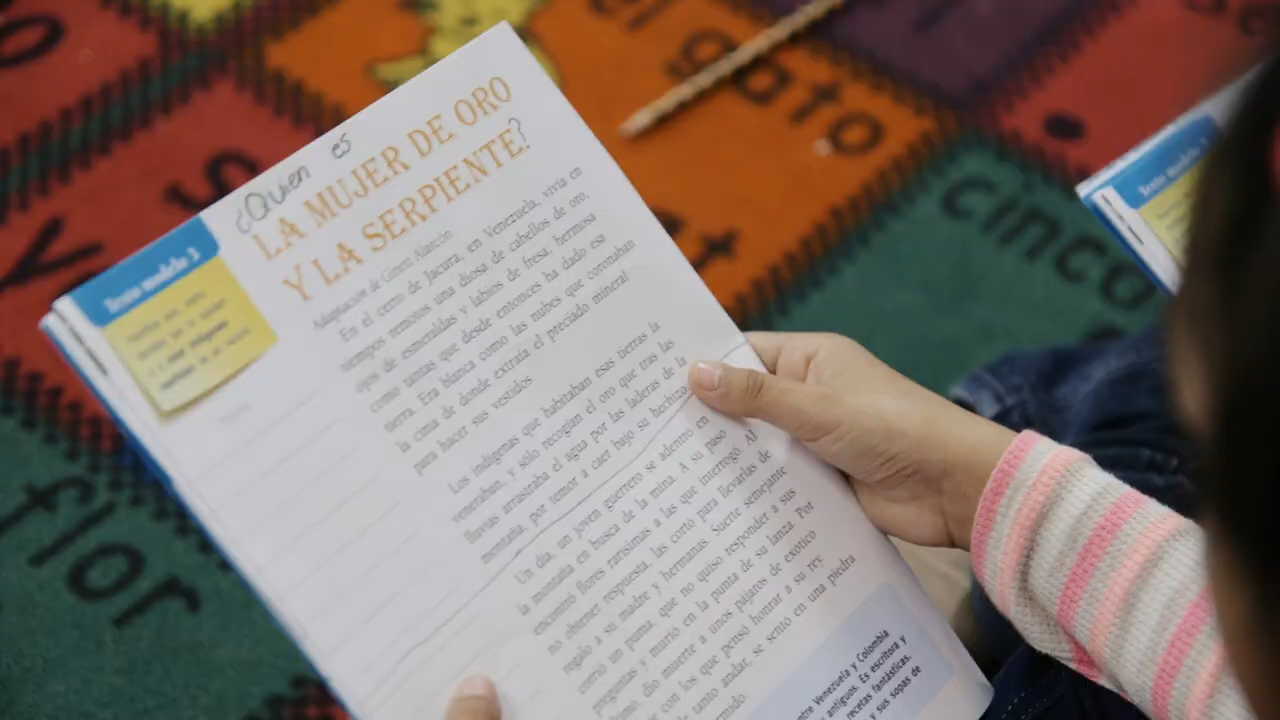 ¿Quien es
LA MUJER DE ORO
Y LA SERPIENTE?
Adaptación de Ginett Alarcón
En el cerro de Jacura, en Venezuela, vivía en
tiempos remotos una diosa de cabellos de oro,
ojos de esmeraldas y labios de fresa; hermosa
como tantas que desde entonces ha dado esa
tierra. Era blanca como las nubes que coronaban
la cima de donde extraía el preciado mineral
para hacer sus vestidos.
Los indígenas que habitaban esas tierras la
veneraban, y sólo recogían el oro que tras las
lluvias arrastraba el agua por las laderas de la
montaña, por temor a caer bajo su hechizo.
Un día, un joven guerrero se adentró en
la montaña en busca de la mina. A su paso
encontró flores rarísimas a las que interrogó. Al
no obtener respuesta, las cortó para llevarlas de
regalo a su madre y hermanas. Suerte semejante
corrió un puma, que no quiso responder a sus
preguntas y murió en la punta de su lanza. Por
dio muerte a unos pájaros de exótico
con los que pensó honrar a su rey.
tanto andar, se sentó en una piedra
entre Venezuela y Colombia
antiguos. Es escritora y
recetas fantásticas.
y sus sopas de
Texto modelo 3
Texto modelo
el gato
cinco
flor
y